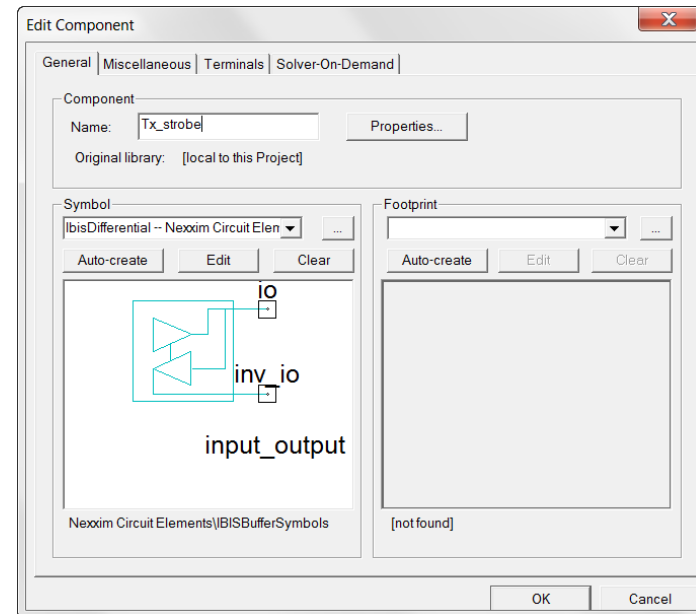 Edit Component
General Miscellaneous Terminals Solver-On-Demand
Component
Name: Tx_strobe Properties...
Original library: [local to this Project]
Symbol
IbisDifferential -- Nexxim Circuit Elem ...
Auto-create Edit Clear
io
inv_io
input_output
Nexxim Circuit Elements\IBISBufferSymbols
Footprint
...
Auto-create Edit Clear
[not found]
OK Cancel